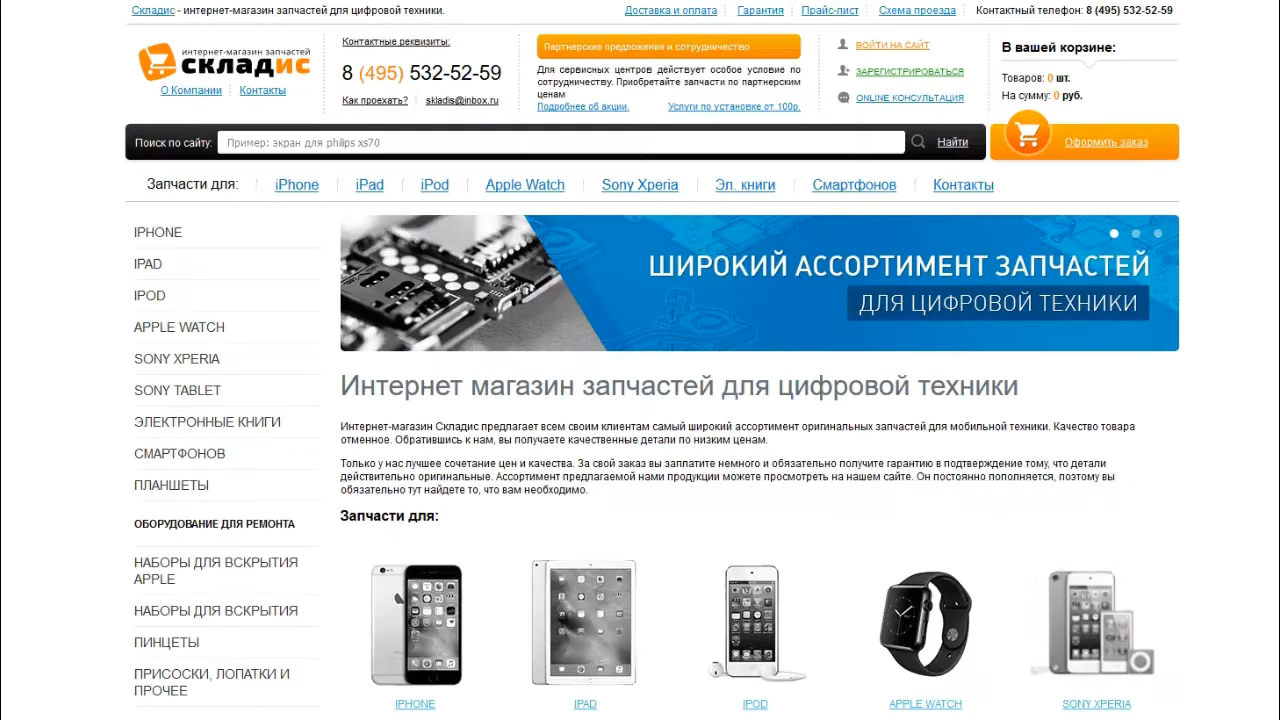 Складис - интернет-магазин запчастей для цифровой техники.
Доставка и оплата
Гарантия
Прайс-лист
Схема проезда
Контактный телефон: 8 (495) 532-52-59
интернет-магазин запчастей
складис
О Компании
Контакты
Контактные реквизиты:
8 (495) 532-52-59
Как проехать?
skladis@inbox.ru
Партнерские предложения и сотрудничество
Для сервисных центров действует особое условие по
сотрудничеству. Приобретайте запчасти по партнерским
ценам
Подробнее об акции.
Услуги по установке от 100р.
ВОЙТИ НА САЙТ
ЗАРЕГИСТРИРОВАТЬСЯ
ONLINE КОНСУЛЬТАЦИЯ
В вашей корзине:
Товаров: 0 шт.
На сумму: 0 руб.
Оформить заказ
Поиск по сайту:
Пример: экран для philips xs70
Найти
Запчасти для:
iPhone
iPad
iPod
Apple Watch
Sony Xperia
Эл. книги
Смартфонов
Контакты
IPHONE
IPAD
IPOD
APPLE WATCH
SONY XPERIA
SONY TABLET
ЭЛЕКТРОННЫЕ КНИГИ
СМАРТФОНОВ
ПЛАНШЕТЫ
ОБОРУДОВАНИЕ ДЛЯ РЕМОНТА
НАБОРЫ ДЛЯ ВСКРЫТИЯ
APPLE
НАБОРЫ ДЛЯ ВСКРЫТИЯ
ПИНЦЕТЫ
ПРИСОСКИ, ЛОПАТКИ И
ПРОЧЕЕ
ШИРОКИЙ АССОРТИМЕНТ ЗАПЧАСТЕЙ
ДЛЯ ЦИФРОВОЙ ТЕХНИКИ
Интернет магазин запчастей для цифровой техники
Интернет-магазин Складис предлагает всем своим клиентам самый широкий ассортимент оригинальных запчастей для мобильной техники. Качество товара
отменное. Обратившись к нам, вы получаете качественные детали по низким ценам.
Только у нас лучшее сочетание цен и качества. За свой заказ вы заплатите немного и обязательно получите гарантию в подтверждение тому, что детали
действительно оригинальные. Ассортимент предлагаемой нами продукции можете просмотреть на нашем сайте. Он постоянно пополняется, поэтому вы
обязательно тут найдете то, что вам необходимо.
Запчасти для:
IPHONE
IPAD
IPOD
APPLE WATCH
SONY XPERIA